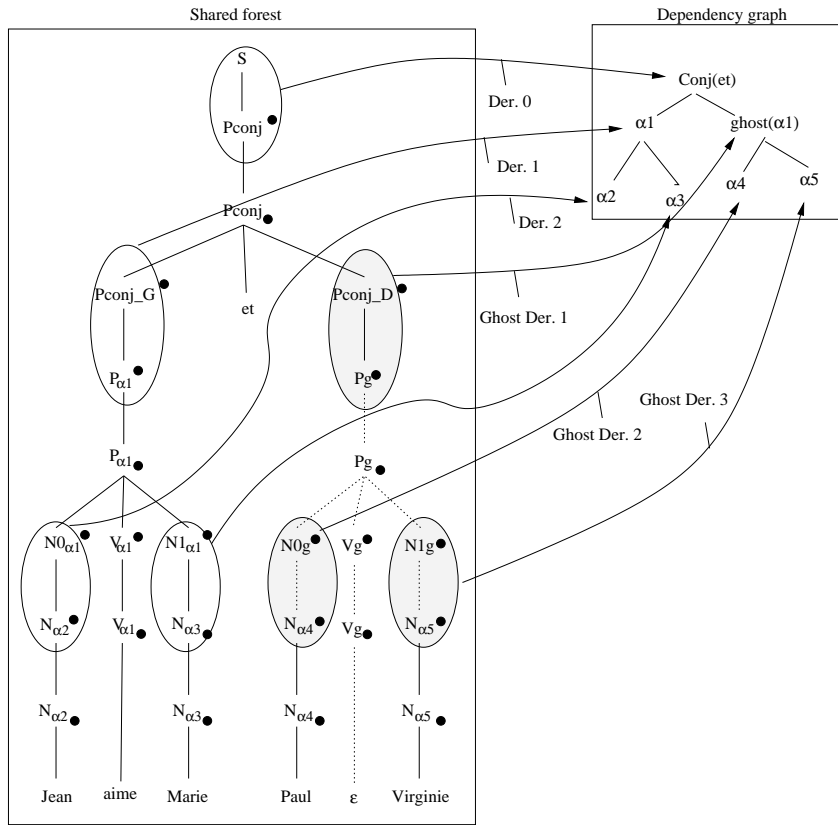 Shared forest
Dependency graph
S
Pconj
Pconj
Pconj_G
et
Pconj_D
Pα1
Pg
Pα1
Pg
N0α1 Vα1 N1α1 N0g Vg N1g
Nα2 Vα1 Nα3 Nα4 Vg Nα5
Nα2 Nα3 Nα4 Nα5
Jean aime Marie Paul ε Virginie
Conj(et)
α1 ghost(α1)
α2 α3 α4 α5
Der. 0
Der. 1
Der. 2
Ghost Der. 1
Ghost Der. 3
Ghost Der. 2